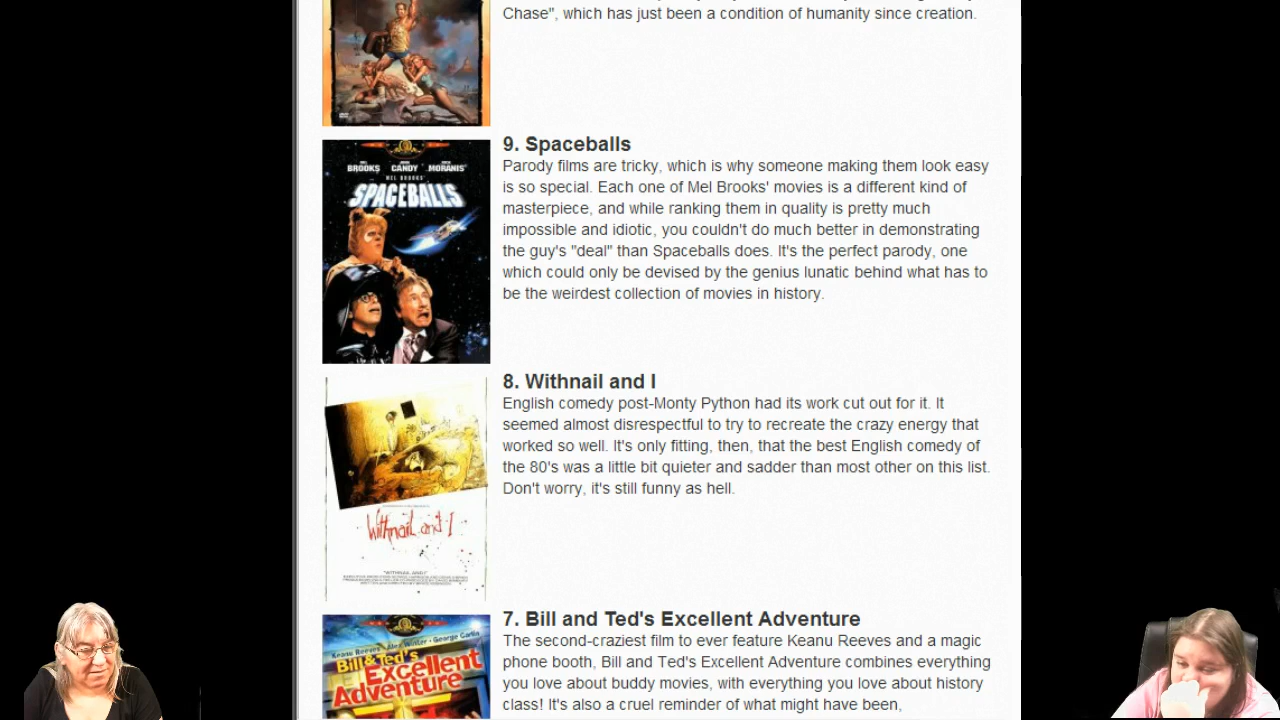 Chase", which has just been a condition of humanity since creation.
9. Spaceballs
Parody films are tricky, which is why someone making them look easy
is so special. Each one of Mel Brooks' movies is a different kind of
masterpiece, and while ranking them in quality is pretty much
impossible and idiotic, you couldn't do much better in demonstrating
the guy's "deal" than Spaceballs does. It's the perfect parody, one
which could only be devised by the genius lunatic behind what has to
be the weirdest collection of movies in history.
BROOKS CANDY MORANIS
MEL BROOKS'
SPACEBALLS
8. Withnail and I
English comedy post-Monty Python had its work cut out for it. It
seemed almost disrespectful to try to recreate the crazy energy that
worked so well. It's only fitting, then, that the best English comedy of
the 80's was a little bit quieter and sadder than most other on this list.
Don't worry, it's still funny as hell.
Withnail and I
"WITHNAIL AND I"
7. Bill and Ted's Excellent Adventure
The second-craziest film to ever feature Keanu Reeves and a magic
phone booth, Bill and Ted's Excellent Adventure combines everything
you love about buddy movies, with everything you love about history
class! It's also a cruel reminder of what might have been,
Keanu Reeves · Alex Winter · George Carlin
Bill & Ted's
Excellent
Adventure